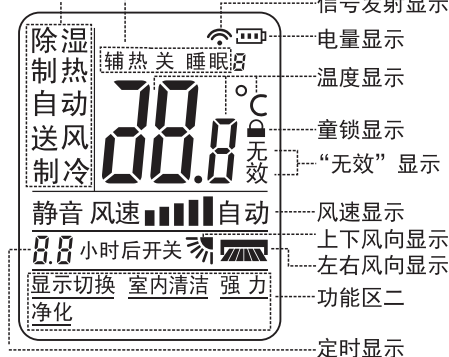 信号发射显示
除湿
制热
自动
送风
制冷
辅热 关 睡眠8
电量显示
温度显示
88.8
°C
童锁显示
无效
“无效”显示
静音 风速 自动
风速显示
8.8 小时后开关
上下风向显示
左右风向显示
显示切换 室内清洁 强力
净化
功能区二
定时显示